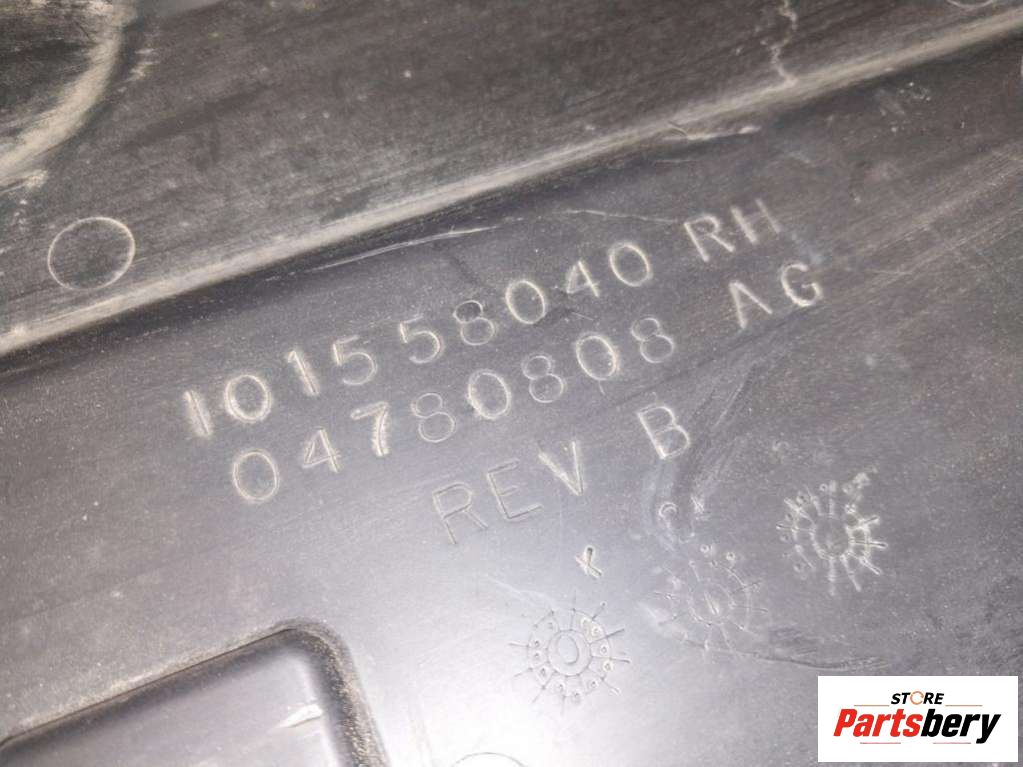 101558040 RH
04780808 AG
REV B
STORE
Partsbery